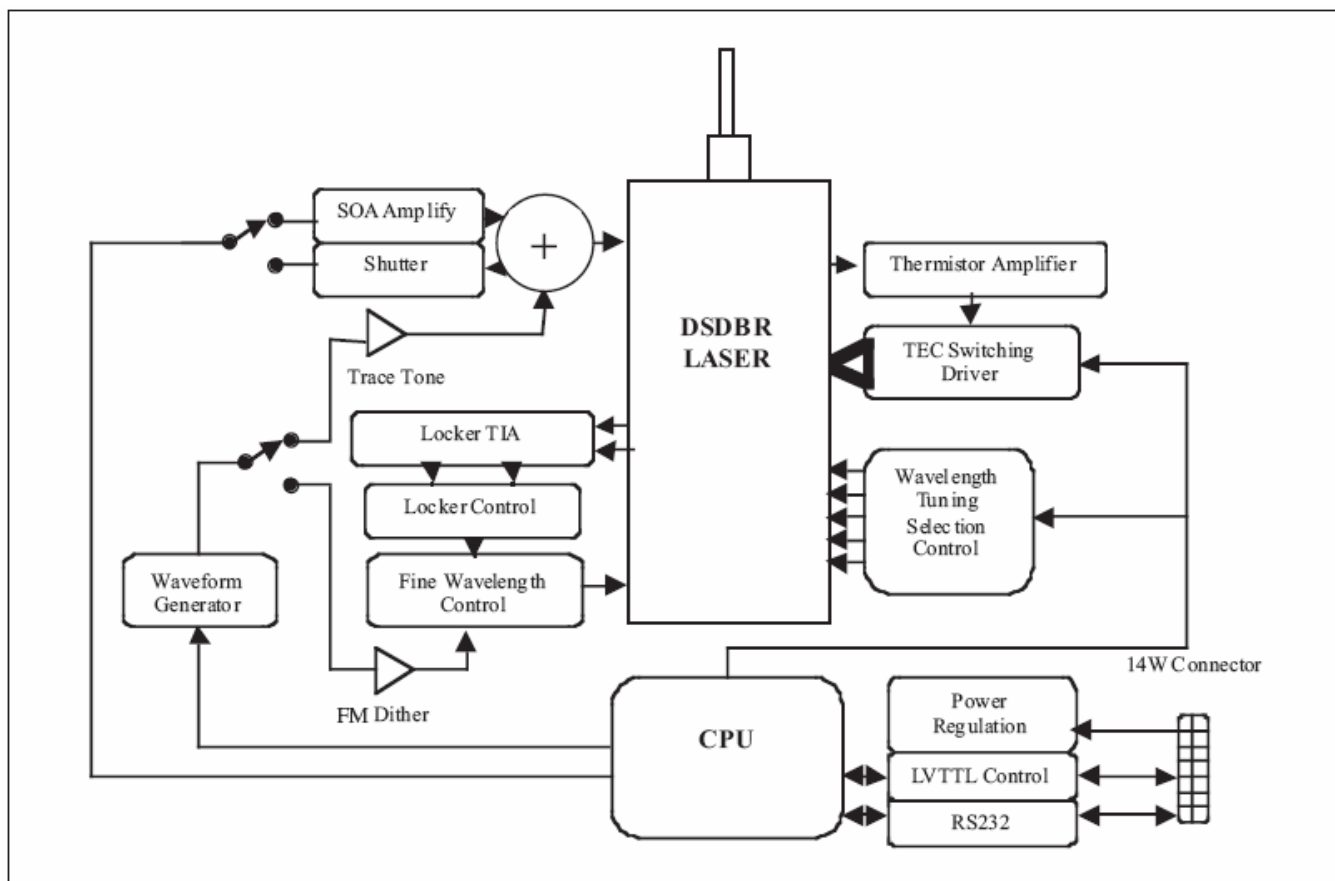 SOA Amplify
Shutter
+
Trace Tone
DSDBR
LASER
Thermistor Amplifier
TEC Switching
Driver
Locker TIA
Locker Control
Fine Wavelength
Control
Wavelength
Tuning
Selection
Control
Waveform
Generator
FM Dither
14W Connector
CPU
Power
Regulation
LVTTL Control
RS232